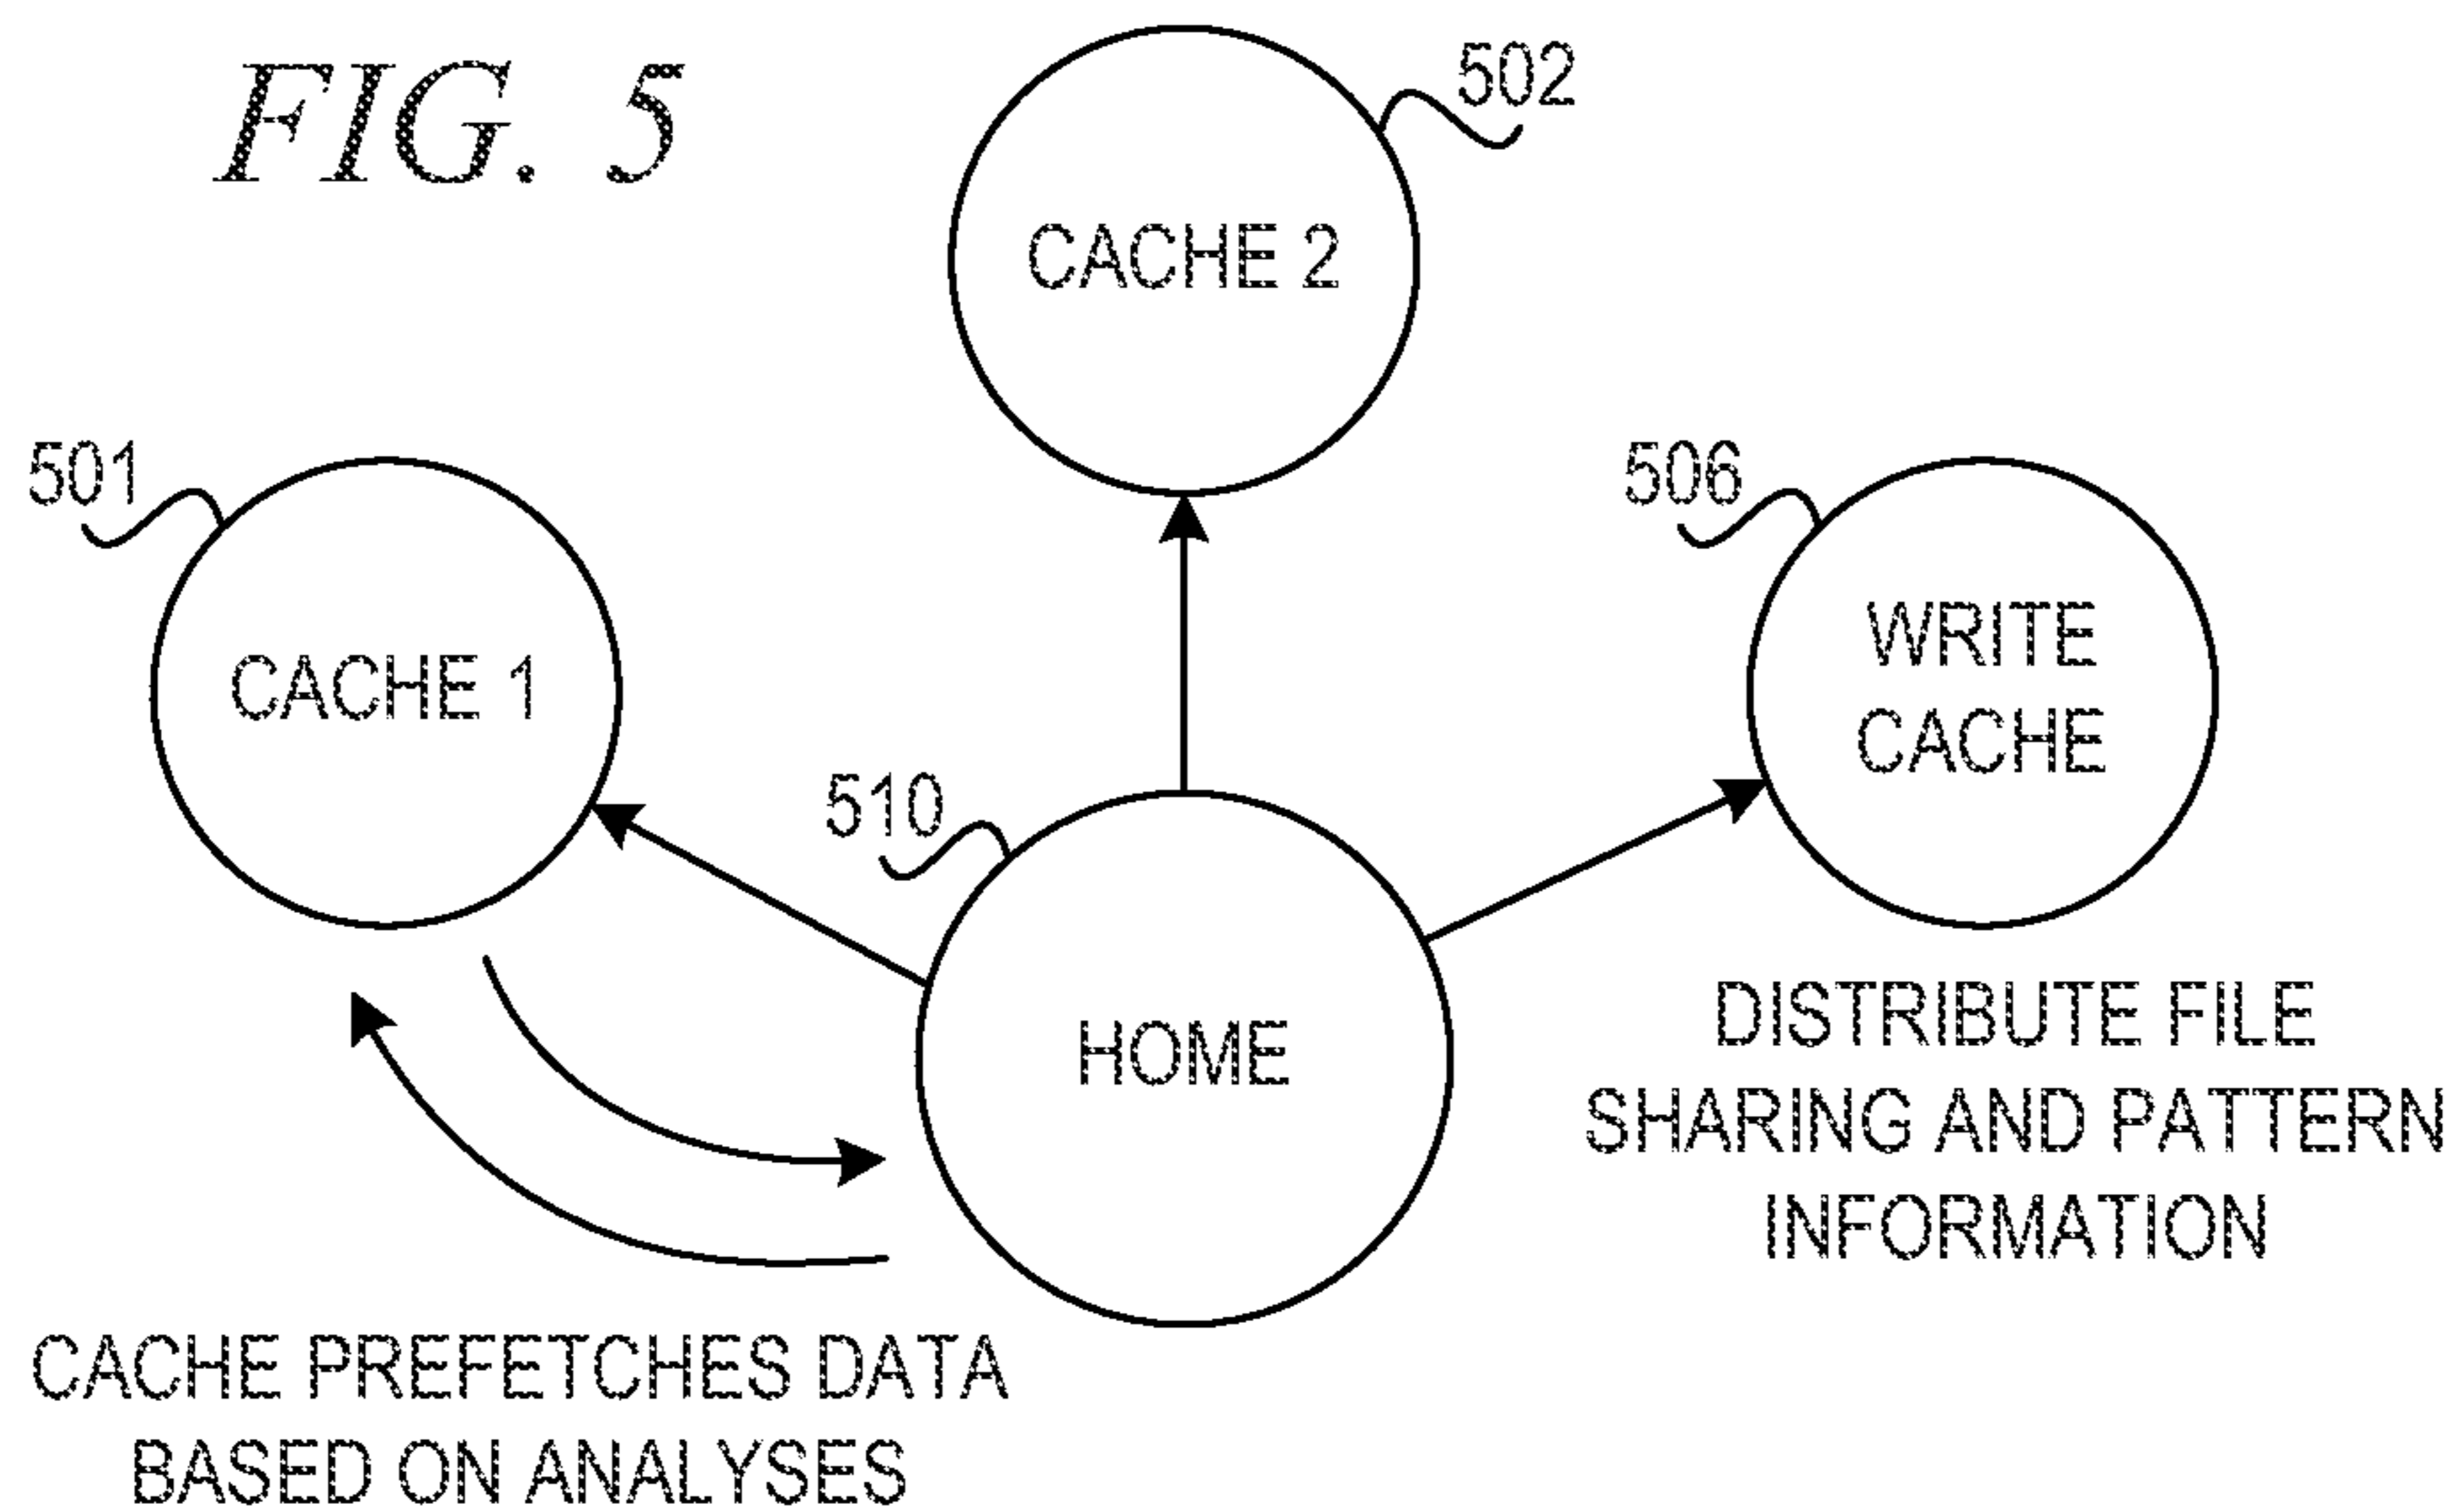 FIG. 5
502
CACHE 2
501
506
CACHE 1
WRITE
CACHE
510
HOME
DISTRIBUTE FILE
SHARING AND PATTERN
INFORMATION
CACHE PREFETCHES DATA
BASED ON ANALYSES